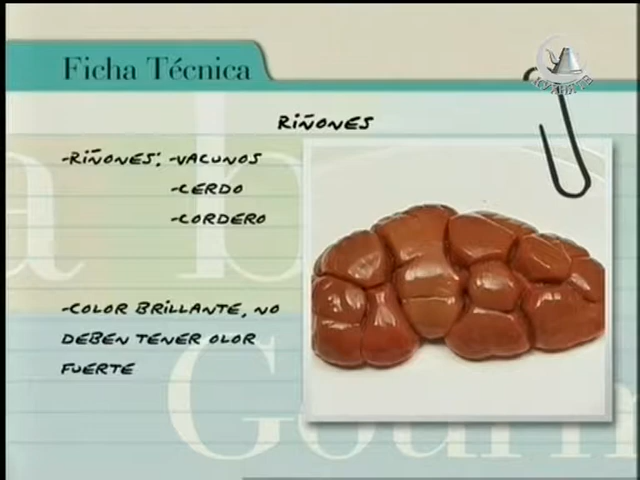 Ficha Técnica
RIÑONES
-RIÑONES: -VACUNOS
-CERDO
-CORDERO
-COLOR BRILLANTE, NO
DEBEN TENER OLOR
FUERTE